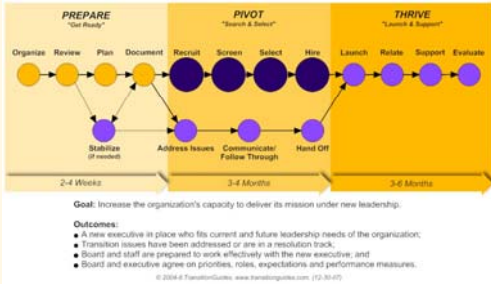 PREPARE
"Get Ready"
PIVOT
"Search & Select"
THRIVE
"Launch & Support"
Organize Review Plan Document Recruit Screen Select Hire Launch Relate Support Evaluate
Stabilize
(if needed)
Address Issues
Communicate/
Follow Through
Hand Off
2-4 Weeks
3-4 Months
3-6 Months
Goal: Increase the organization's capacity to deliver its mission under new leadership.
Outcomes:
• A new executive in place who fits current and future leadership needs of the organization;
• Transition issues have been addressed or are in a resolution track;
• Board and staff are prepared to work effectively with the new executive; and
• Board and executive agree on priorities, roles, expectations and performance measures.
TransitionGuides, www.transitionguides.com